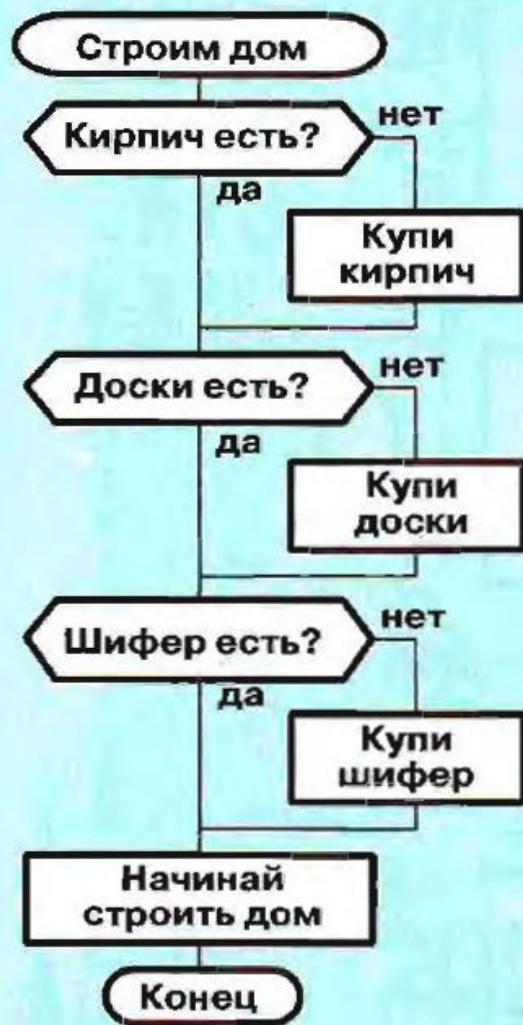 Строим дом
Кирпич есть?
нет
да
Купи
кирпич
Доски есть?
нет
да
Купи
доски
Шифер есть?
нет
да
Купи
шифер
Начинай
строить дом
Конец